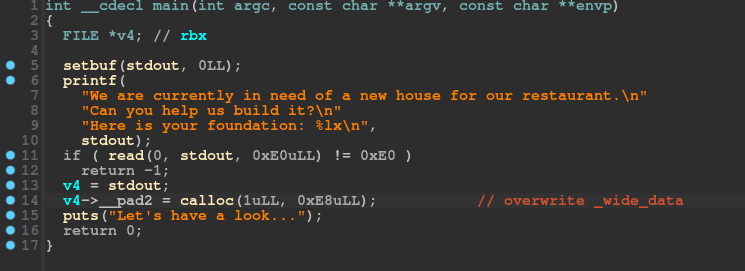 1 int __cdecl main(int argc, const char **argv, const char **envp)
2 {
3 FILE *v4; // rbx
4
5 setbuf(stdout, 0LL);
6 printf(
7 "We are currently in need of a new house for our restaurant.\n"
8 "Can you help us build it?\n"
9 "Here is your foundation: %lx\n",
10 stdout);
11 if ( read(0, stdout, 0xE0uLL) != 0xE0 )
12 return -1;
13 v4 = stdout;
14 v4->__pad2 = calloc(1uLL, 0xE8uLL); // overwrite _wide_data
15 puts("Let's have a look...");
16 return 0;
17 }